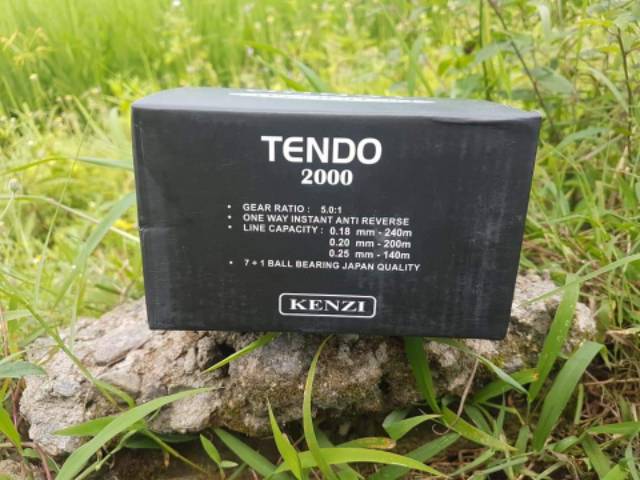 TENDO
2000
• GEAR RATIO : 5.0:1
• ONE WAY INSTANT ANTI REVERSE
• LINE CAPACITY : 0.18 mm - 240m
0.20 mm - 200m
0.25 mm - 140m
• 7 + 1 BALL BEARING JAPAN QUALITY
KENZI